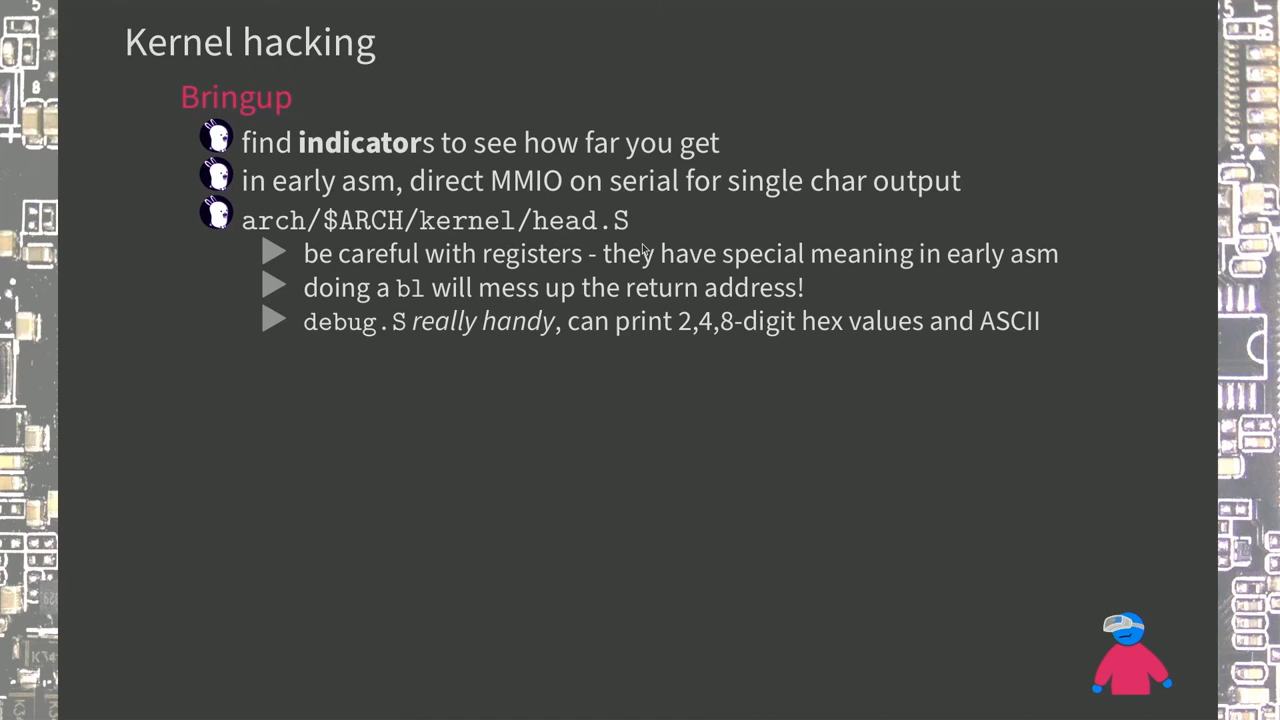 Kernel hacking
Bringup
find indicators to see how far you get
in early asm, direct MMIO on serial for single char output
arch/$ARCH/kernel/head.S
be careful with registers - they have special meaning in early asm
doing a bl will mess up the return address!
debug.S really handy, can print 2,4,8-digit hex values and ASCII